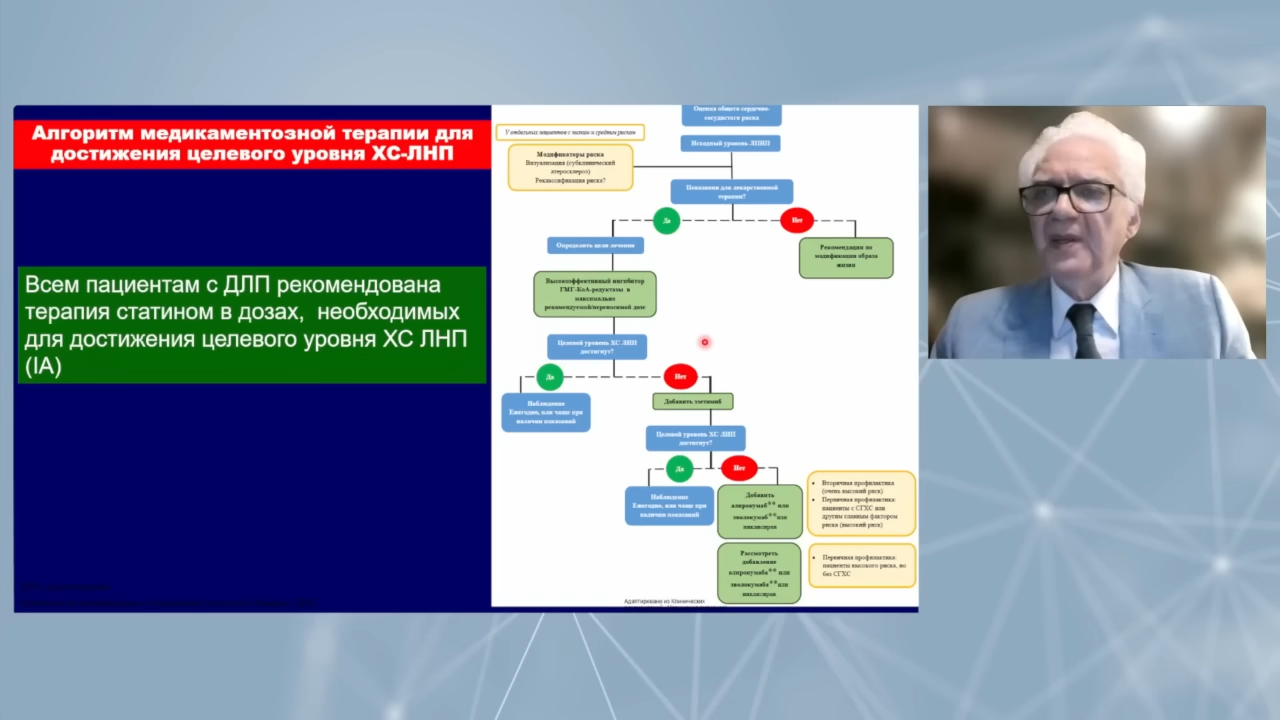 Алгоритм медикаментозной терапии для
достижения целевого уровня ХС-ЛНП
Всем пациентам с ДЛП рекомендована
терапия статином в дозах, необходимых
для достижения целевого уровня ХС ЛНП
(IA)
Оценка общего сердечно-
сосудистого риска
У отдельных пациентов с низким и средним риском
Исходный уровень ЛПНП
Модификаторы риска
Визуализация (субклинический
атеросклероз)
Реклассификация риска?
Показания для лекарственной
терапии?
Да
Нет
Определить цели лечения
Рекомендации по
модификации образа
жизни
Высокоэффективный ингибитор
ГМГ-КоА-редуктазы в
максимально
рекомендуемой/переносимой дозе
Целевой уровень ХС ЛНП
достигнут?
Да
Нет
Наблюдение
Ежегодно, или чаще при
наличии показаний
Добавить эзетимиб
Целевой уровень ХС ЛНП
достигнут?
Да
Нет
Наблюдение
Ежегодно, или чаще при
наличии показаний
Добавить
алирокумаб** или
эволокумаб**или
инклисиран
• Вторичная профилактика
(очень высокий риск)
• Первичная профилактика:
пациенты с СГХС или
другим главным фактором
риска (высокий риск)
Рассмотреть
добавление
алирокумаба** или
эволокумаба**или
инклисиран
• Первичная профилактика:
пациенты высокого риска, но
без СГХС
Адаптировано из Клинических